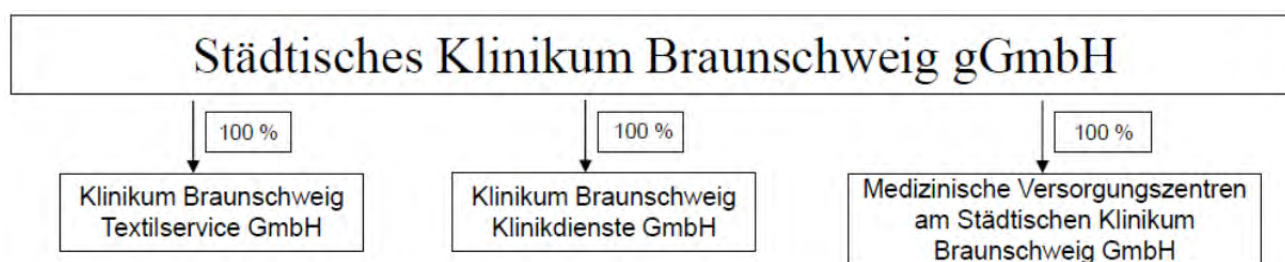 Städtisches Klinikum Braunschweig gGmbH
100 %
100 %
100 %
Klinikum Braunschweig
Textilservice GmbH
Klinikum Braunschweig
Klinikdienste GmbH
Medizinische Versorgungszentren
am Städtischen Klinikum
Braunschweig GmbH